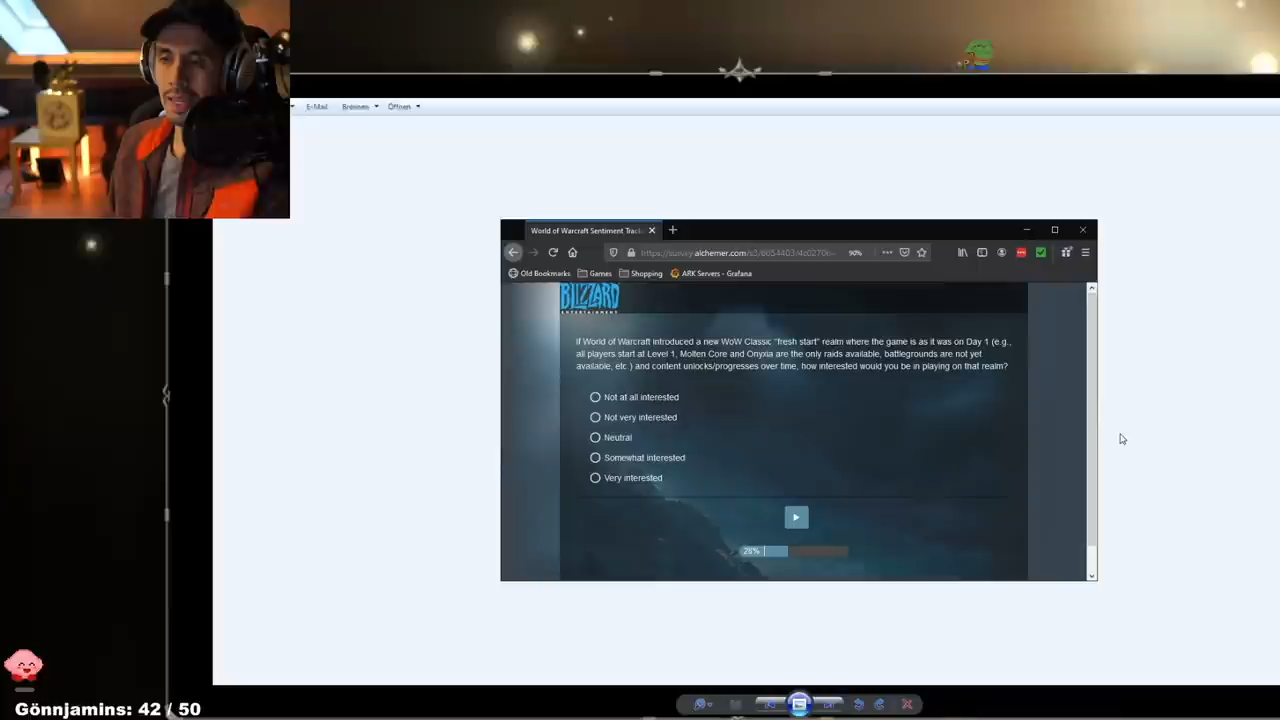 E-Mail Brennen Öffnen
World of Warcraft Sentiment Track
90%
Old Bookmarks Games Shopping ARK Servers - Grafana
BLIZZARD
ENTERTAINMENT
If World of Warcraft introduced a new WoW Classic "fresh start" realm where the game is as it was on Day 1 (e.g.,
all players start at Level 1, Molten Core and Onyxia are the only raids available, battlegrounds are not yet
available, etc.) and content unlocks/progresses over time, how interested would you be in playing on that realm?
Not at all interested
Not very interested
Neutral
Somewhat interested
Very interested
28%
Gönnjamins: 42 / 50